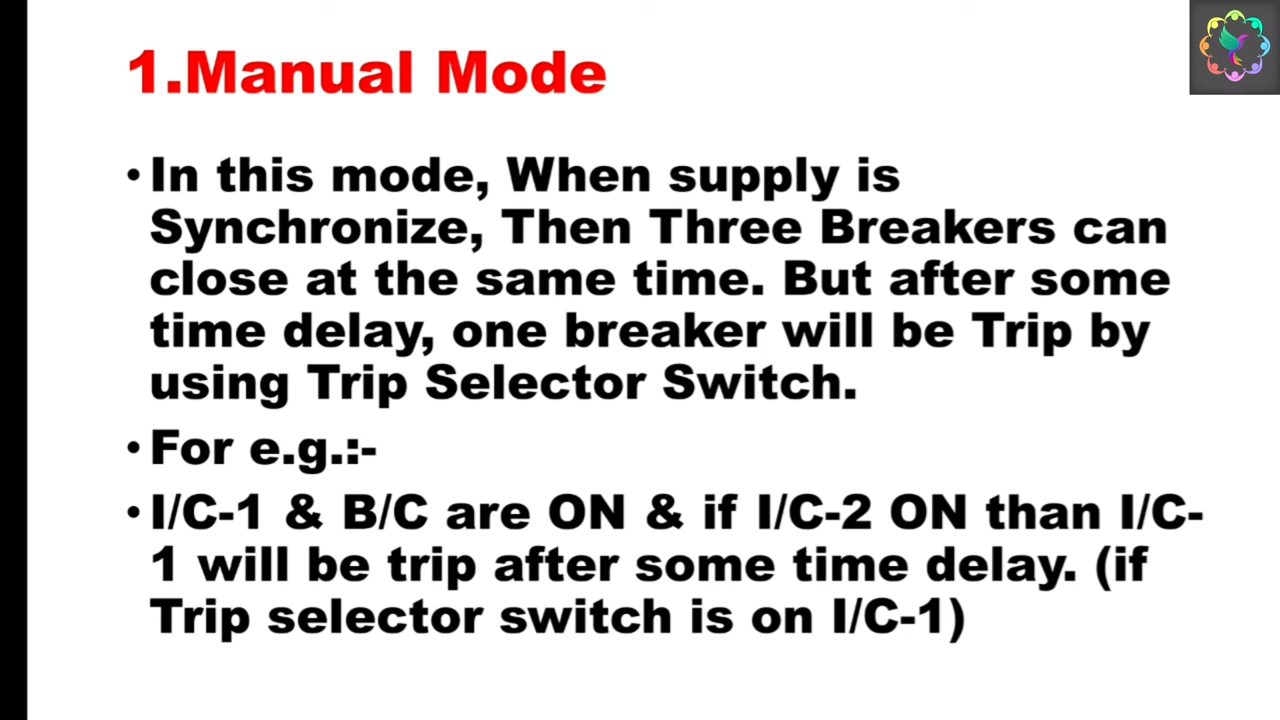 1.Manual Mode
•In this mode, When supply is
Synchronize, Then Three Breakers can
close at the same time. But after some
time delay, one breaker will be Trip by
using Trip Selector Switch.
•For e.g.:-
•I/C-1 & B/C are ON & if I/C-2 ON than I/C-
1 will be trip after some time delay. (if
Trip selector switch is on I/C-1)